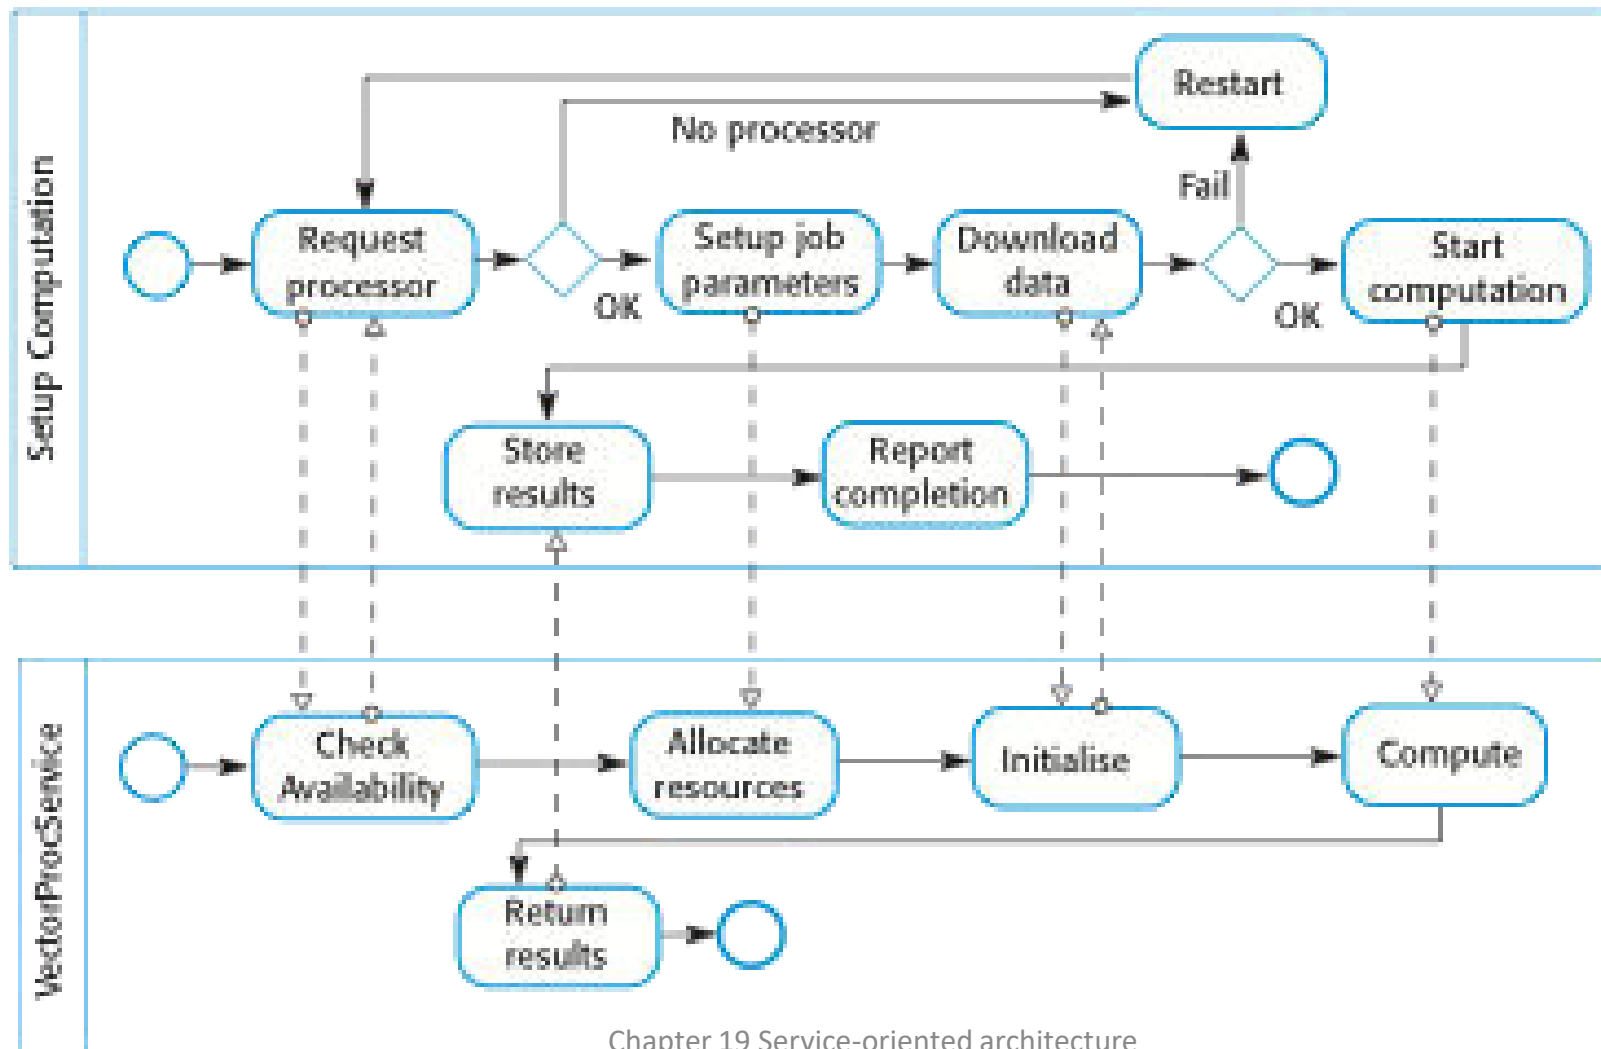 Setup Computation
Restart
No processor
Fail
Request
processor
OK
Setup job
parameters
Download
data
OK
Start
computation
Store
results
Report
completion
VectorProcService
Check
Availability
Allocate
resources
Initialise
Compute
Return
results
Chapter 19 Service-oriented architecture